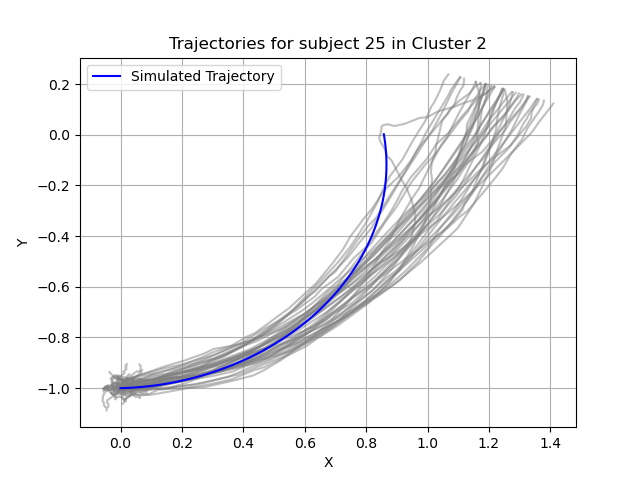 Trajectories for subject 25 in Cluster 2
Simulated Trajectory
0.2
0.0
−0.2
−0.4
−0.6
−0.8
−1.0
Y
0.0 0.2 0.4 0.6 0.8 1.0 1.2 1.4
X